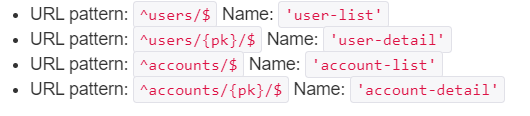 • URL pattern: ^users/$ Name: 'user-list'
• URL pattern: ^users/{pk}/$ Name: 'user-detail'
• URL pattern: ^accounts/$ Name: 'account-list'
• URL pattern: ^accounts/{pk}/$ Name: 'account-detail'